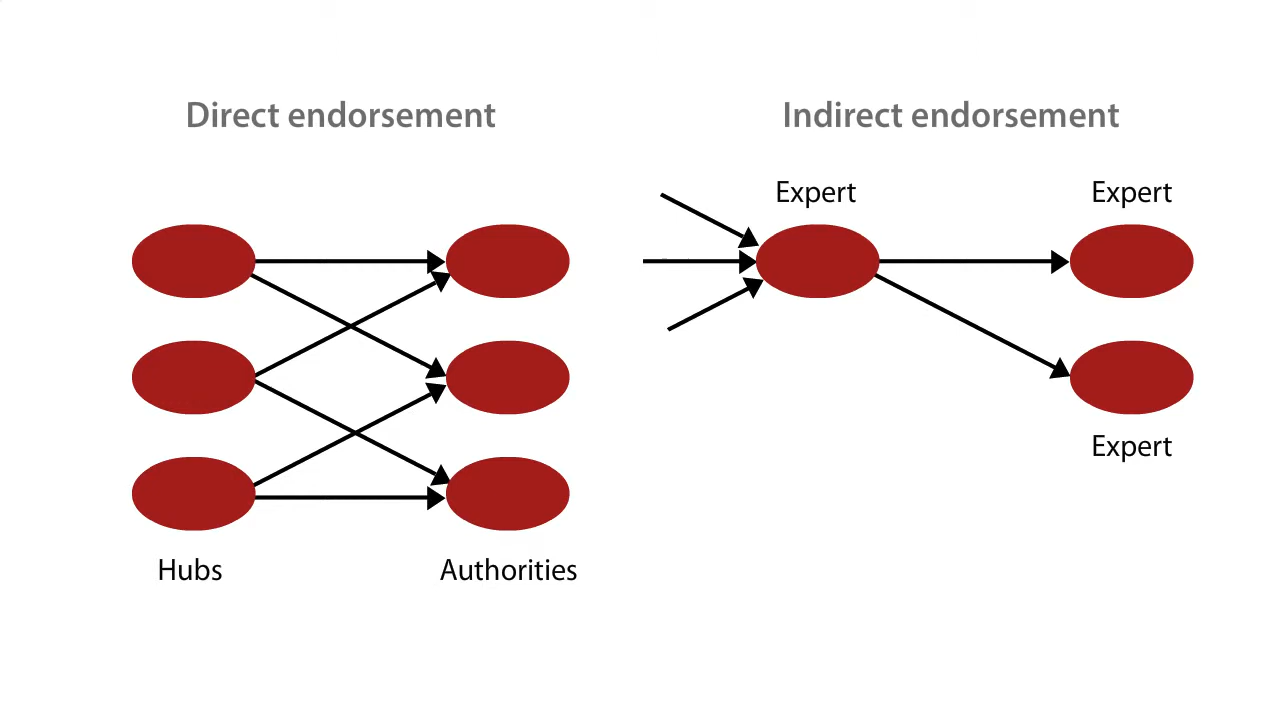 Direct endorsement
Indirect endorsement
Expert
Expert
Expert
Hubs
Authorities